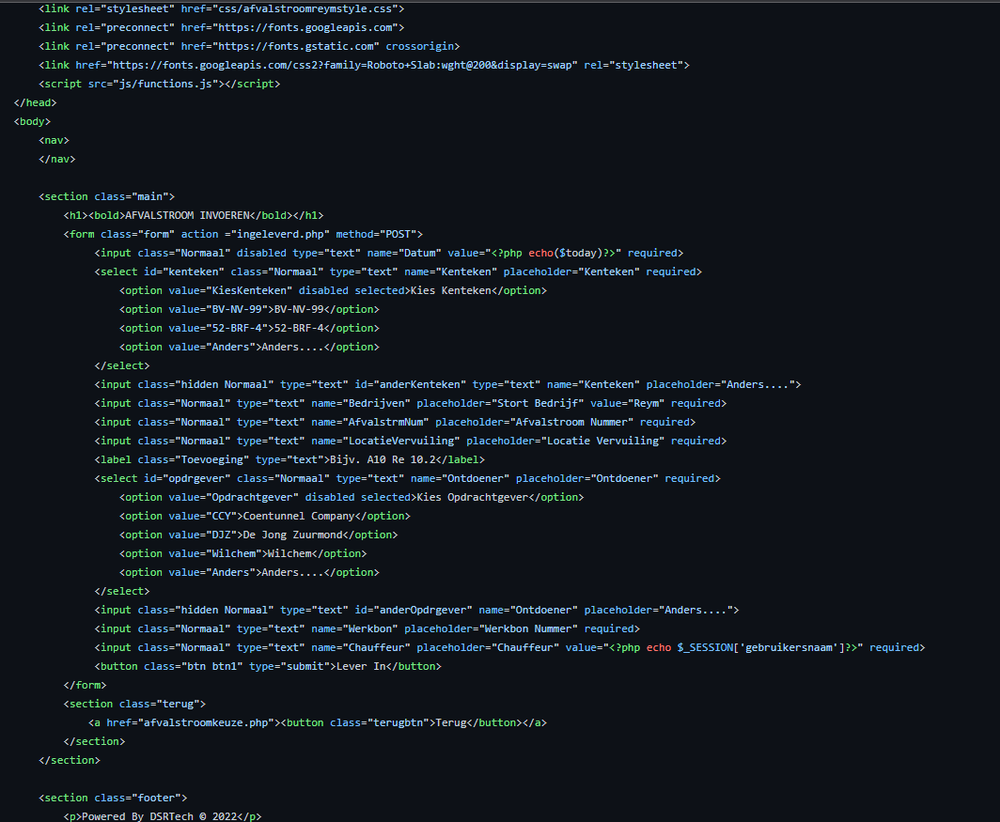 <link rel="stylesheet" href="css/afvalstroomreymstyle.css">
<link rel="preconnect" href="https://fonts.googleapis.com">
<link rel="preconnect" href="https://fonts.gstatic.com" crossorigin>
<link href="https://fonts.googleapis.com/css2?family=Roboto+Slab:wght@200&display=swap" rel="stylesheet">
<script src="js/functions.js"></script>
</head>
<body>
<nav>
</nav>
<section class="main">
<h1><bold>AFVALSTROOM INVOEREN</bold></h1>
<form class="form" action ="ingeleverd.php" method="POST">
<input class="Normaal" disabled type="text" name="Datum" value="<?php echo($today)?>" required>
<select id="kenteken" class="Normaal" type="text" name="Kenteken" placeholder="Kenteken" required>
<option value="KiesKenteken" disabled selected>Kies Kenteken</option>
<option value="BV-NV-99">BV-NV-99</option>
<option value="52-BRF-4">52-BRF-4</option>
<option value="Anders">Anders....</option>
</select>
<input class="hidden Normaal" type="text" id="anderKenteken" type="text" name="Kenteken" placeholder="Anders....">
<input class="Normaal" type="text" name="Bedrijven" placeholder="Stort Bedrijf" value="Reym" required>
<input class="Normaal" type="text" name="AfvalstrmNum" placeholder="Afvalstroom Nummer" required>
<input class="Normaal" type="text" name="LocatieVervuiling" placeholder="Locatie Vervuiling" required>
<label class="Toevoeging" type="text">Bijv. A10 Re 10.2</label>
<select id="opdrgever" class="Normaal" type="text" name="Ontdoener" placeholder="Ontdoener" required>
<option value="Opdrachtgever" disabled selected>Kies Opdrachtgever</option>
<option value="CCY">Coentunnel Company</option>
<option value="DJZ">De Jong Zuurmond</option>
<option value="Wilchem">Wilchem</option>
<option value="Anders">Anders....</option>
</select>
<input class="hidden Normaal" type="text" id="anderOpdrgever" name="Ontdoener" placeholder="Anders....">
<input class="Normaal" type="text" name="Werkbon" placeholder="Werkbon Nummer" required>
<input class="Normaal" type="text" name="Chauffeur" placeholder="Chauffeur" value="<?php echo $_SESSION['gebruikersnaam']?>" required>
<button class="btn btn1" type="submit">Lever In</button>
</form>
<section class="terug">
<a href="afvalstroomkeuze.php"><button class="terugbtn">Terug</button></a>
</section>
</section>
<section class="footer">
<p>Powered By DSRTech © 2022</p>